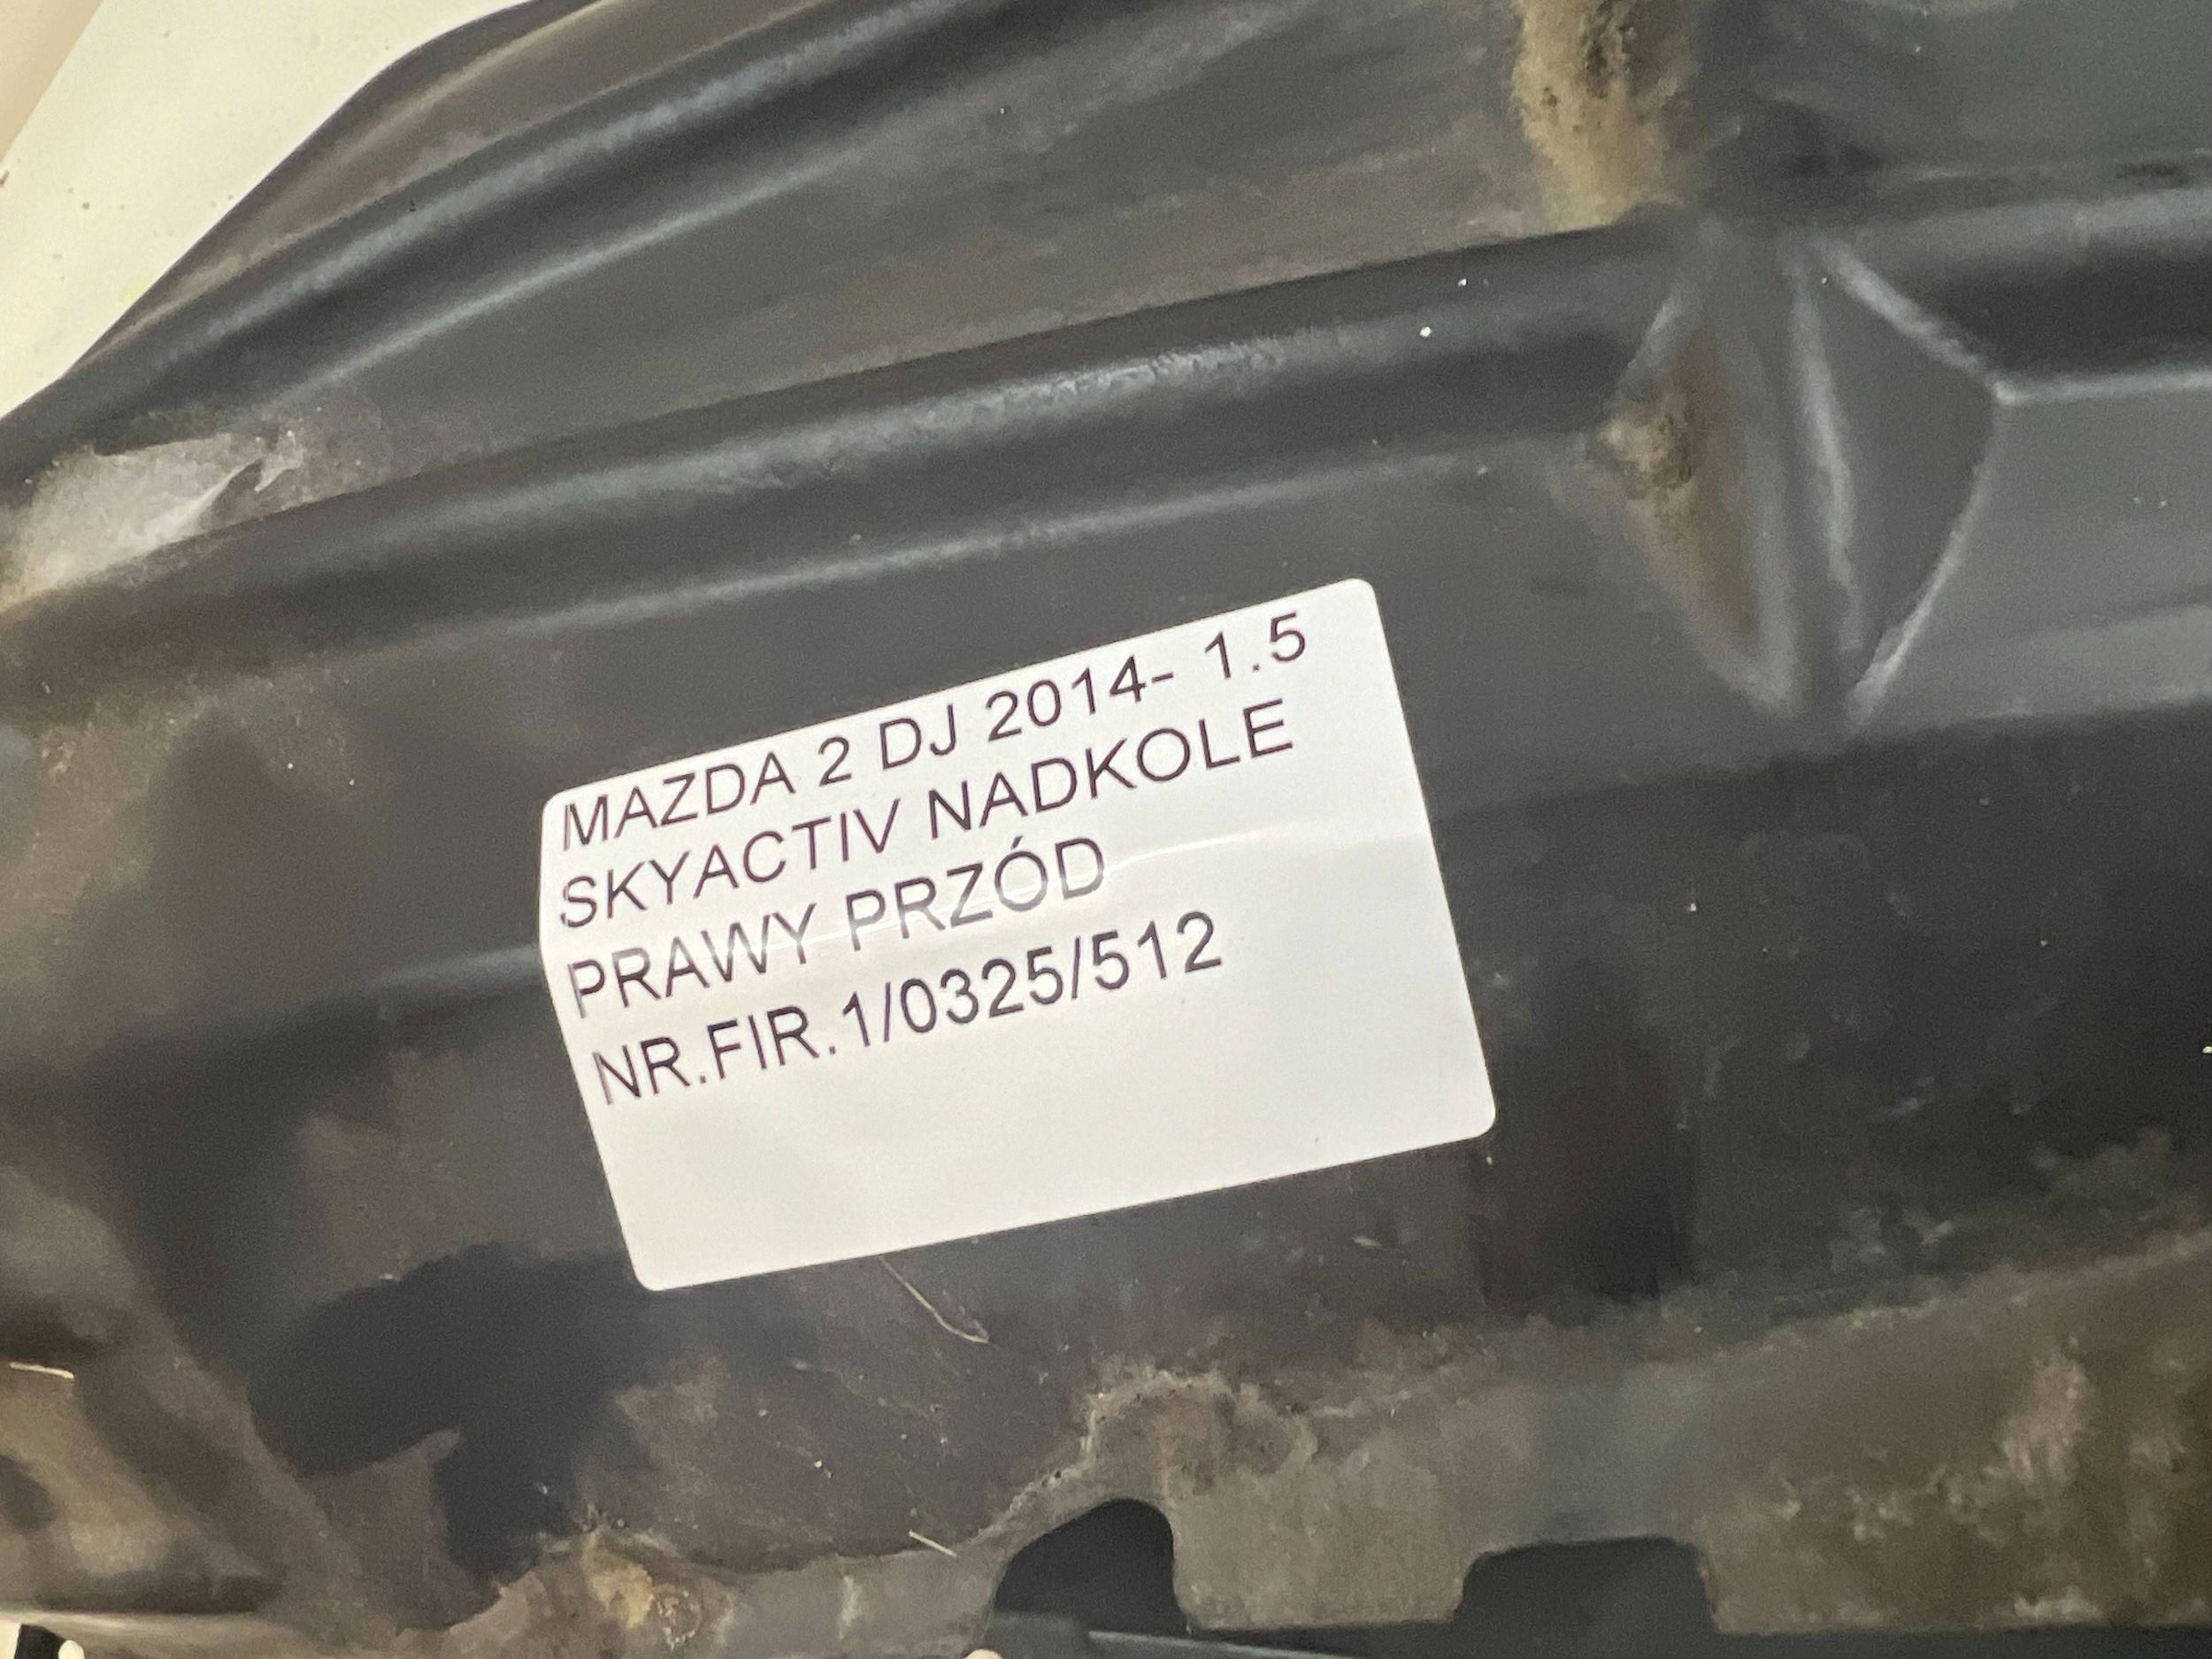 MAZDA 2 DJ 2014- 1.5
SKYACTIV NADKOLE
PRAWY PRZÓD
NR.FIR.1/0325/512